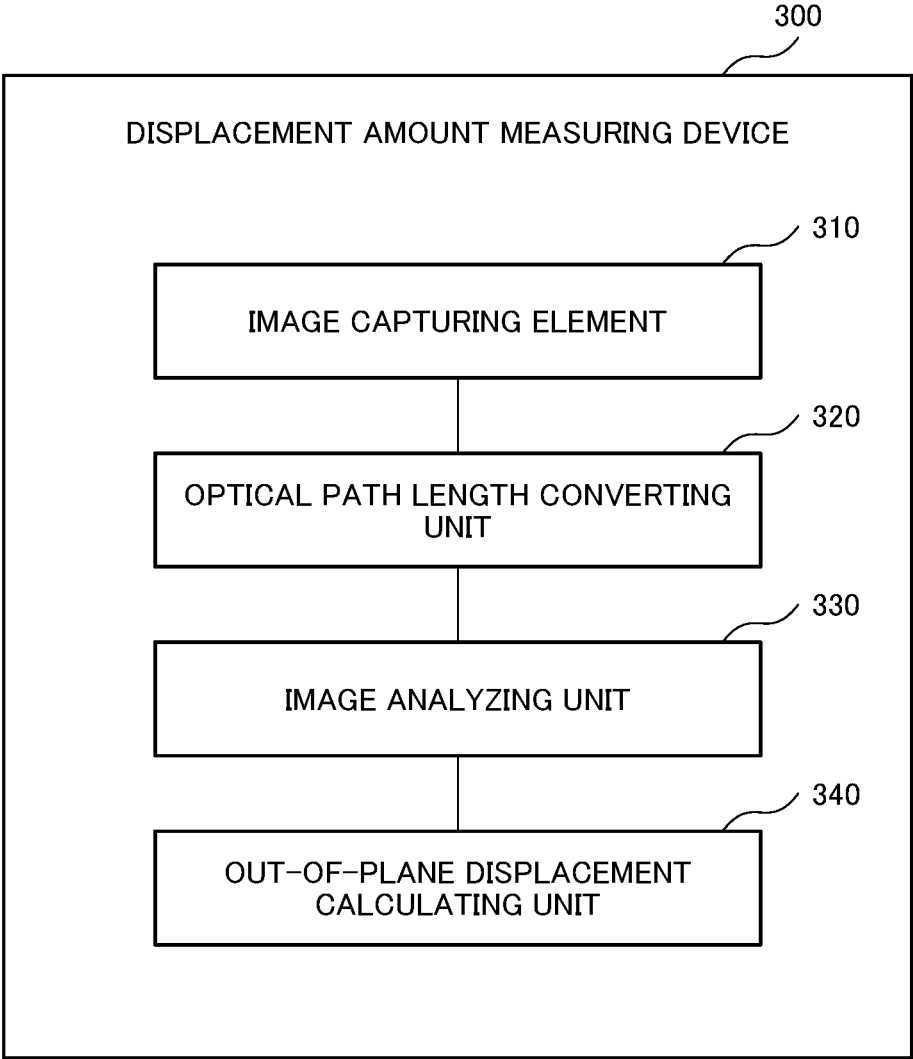 300
DISPLACEMENT AMOUNT MEASURING DEVICE
310
IMAGE CAPTURING ELEMENT
320
OPTICAL PATH LENGTH CONVERTING
UNIT
330
IMAGE ANALYZING UNIT
340
OUT-OF-PLANE DISPLACEMENT
CALCULATING UNIT